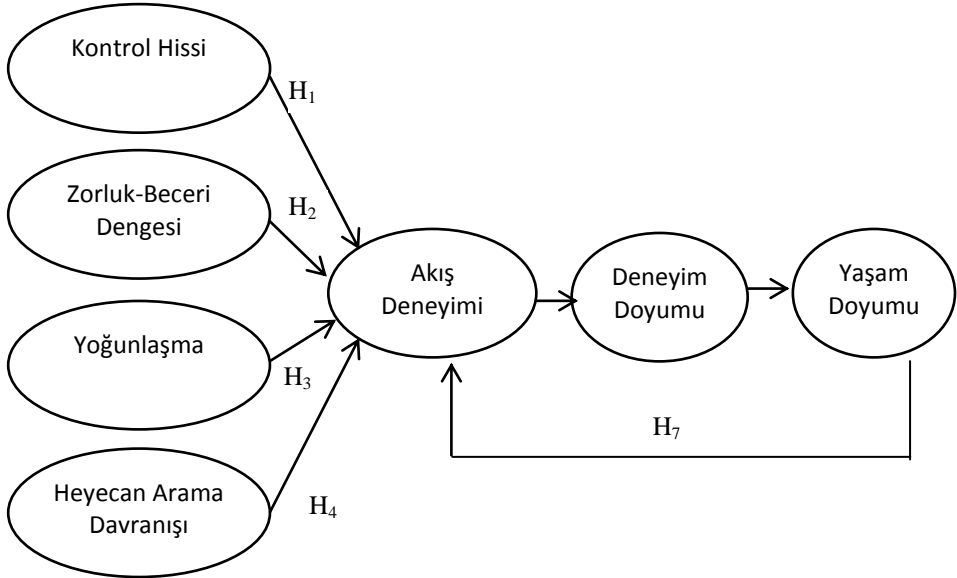 Kontrol Hissi
H₁
Zorluk-Beceri
Dengesi
H₂
Yoğunlaşma
H₃
Heyecan Arama
Davranışı
H₄
Akış
Deneyimi
Deneyim
Doyumu
Yaşam
Doyumu
H₇